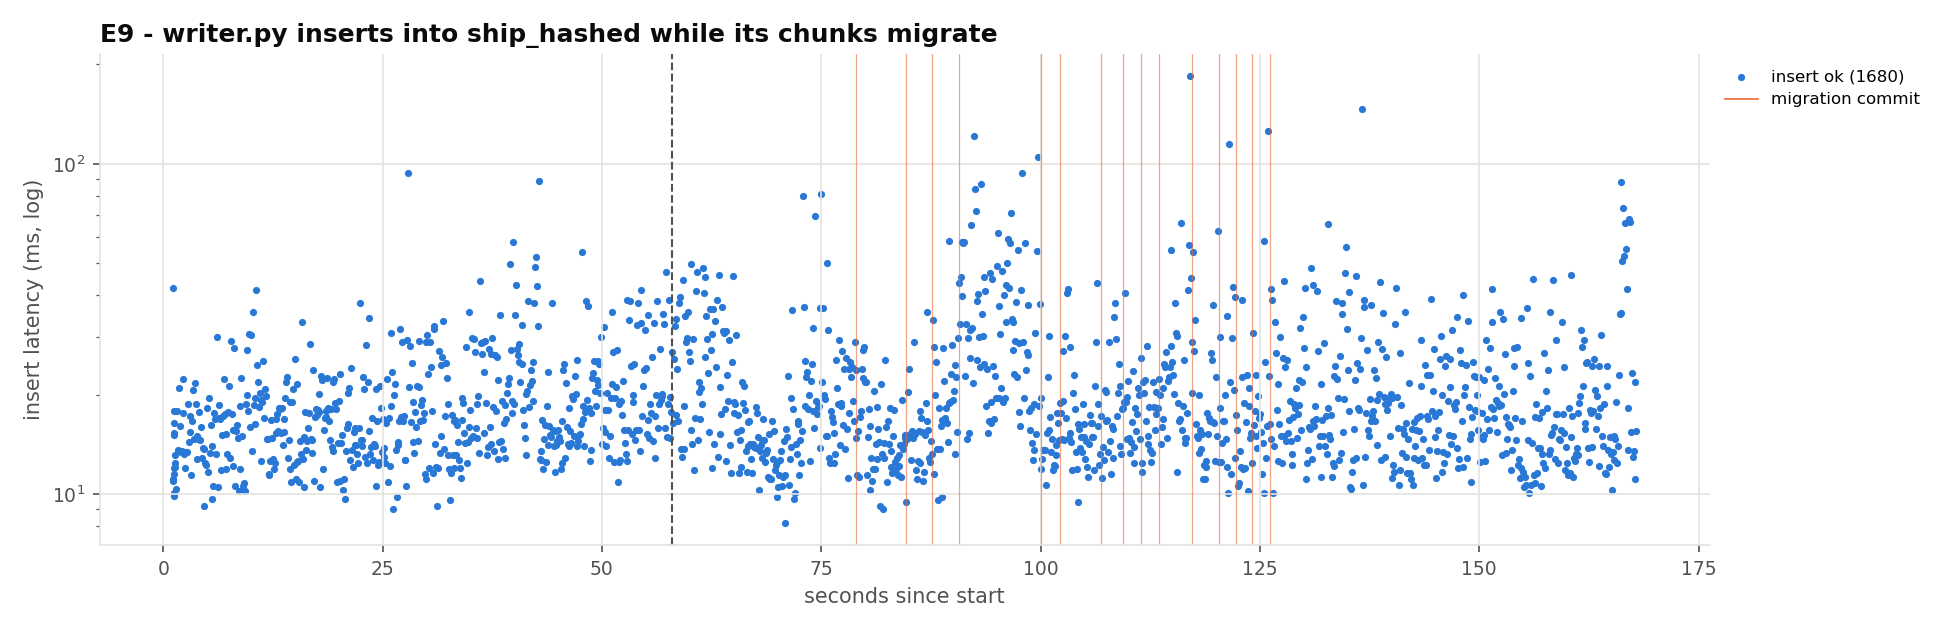 E9 - writer.py inserts into ship_hashed while its chunks migrate
insert ok (1680)
migration commit
insert latency (ms, log)
10²
10¹
0 25 50 75 100 125 150 175
seconds since start